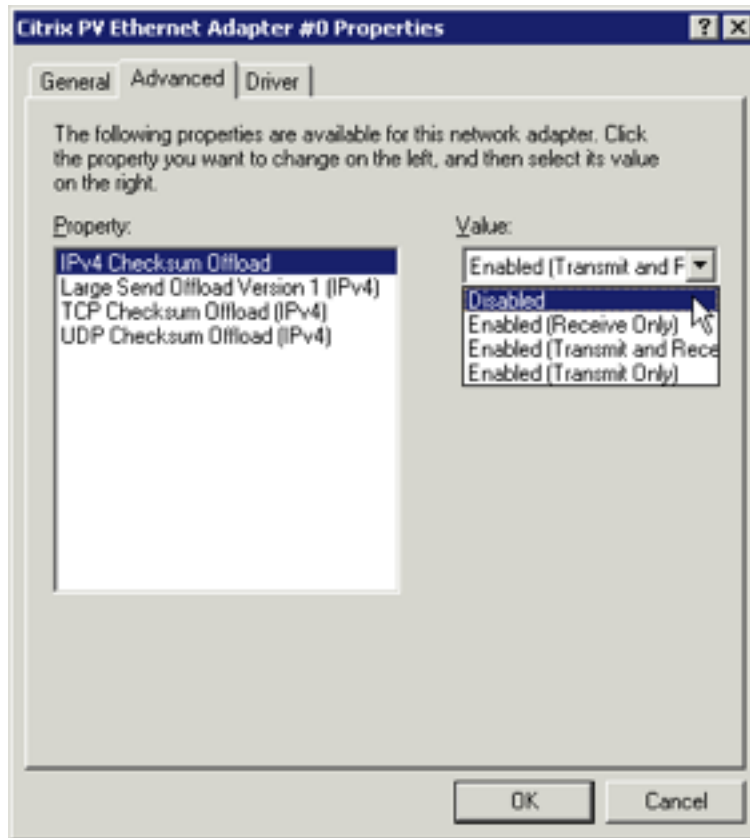 Citrix PV Ethernet Adapter #0 Properties
General Advanced Driver
The following properties are available for this network adapter. Click
the property you want to change on the left, and then select its value
on the right.
Property:
IPv4 Checksum Offload
Large Send Offload Version 1 (IPv4)
TCP Checksum Offload (IPv4)
UDP Checksum Offload (IPv4)
Value:
Enabled (Transmit and F
Disabled
Enabled (Receive Only)
Enabled (Transmit and Rece
Enabled (Transmit Only)
OK Cancel